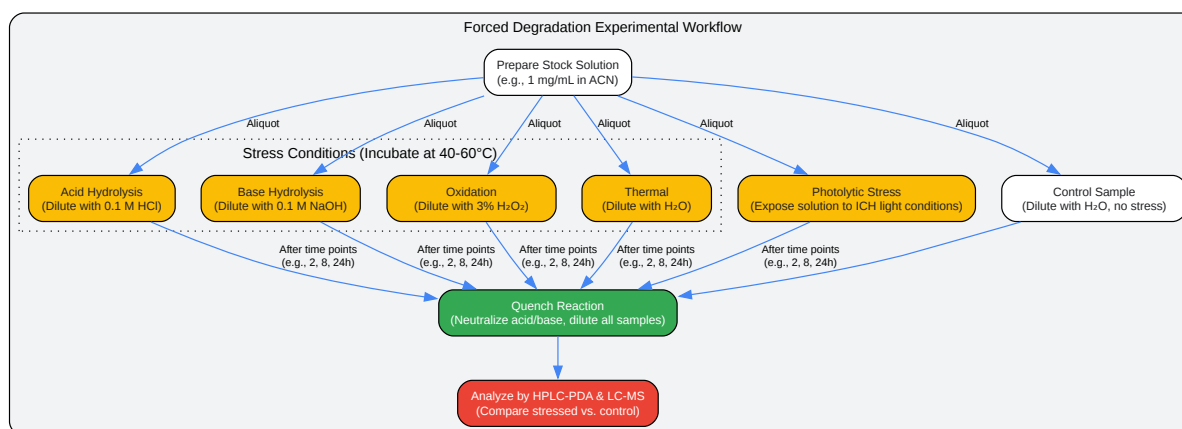 Forced Degradation Experimental Workflow
Prepare Stock Solution
(e.g., 1 mg/mL in ACN)
Aliquot
Aliquot
Aliquot
Aliquot
Aliquot
Aliquot
Stress Conditions (Incubate at 40-60°C)
Acid Hydrolysis
(Dilute with 0.1 M HCl)
Base Hydrolysis
(Dilute with 0.1 M NaOH)
Oxidation
(Dilute with 3% H₂O₂)
Thermal
(Dilute with H₂O)
Photolytic Stress
(Expose solution to ICH light conditions)
Control Sample
(Dilute with H₂O, no stress)
After time points
(e.g., 2, 8, 24h)
After time points
(e.g., 2, 8, 24h)
After time points
(e.g., 2, 8, 24h)
After time points
(e.g., 2, 8, 24h)
After time points
(e.g., 2, 8, 24h)
Quench Reaction
(Neutralize acid/base, dilute all samples)
Analyze by HPLC-PDA & LC-MS
(Compare stressed vs. control)